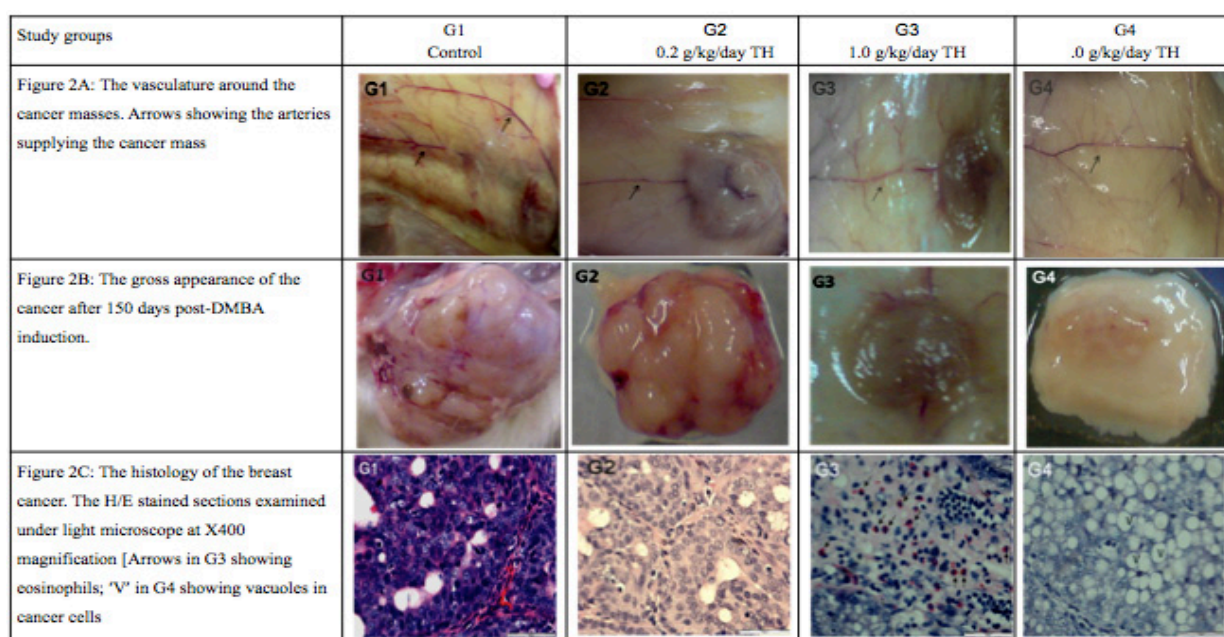 Study groups
G1
Control
G2
0.2 g/kg/day TH
G3
1.0 g/kg/day TH
G4
.0 g/kg/day TH
Figure 2A: The vasculature around the
cancer masses. Arrows showing the arteries
supplying the cancer mass
G1
G2
G3
G4
Figure 2B: The gross appearance of the
cancer after 150 days post-DMBA
induction.
G1
G2
G3
G4
Figure 2C: The histology of the breast
cancer. The H/E stained sections examined
under light microscope at X400
magnification [Arrows in G3 showing
eosinophils; 'V' in G4 showing vacuoles in
cancer cells
G1
G2
G3
G4
V
V